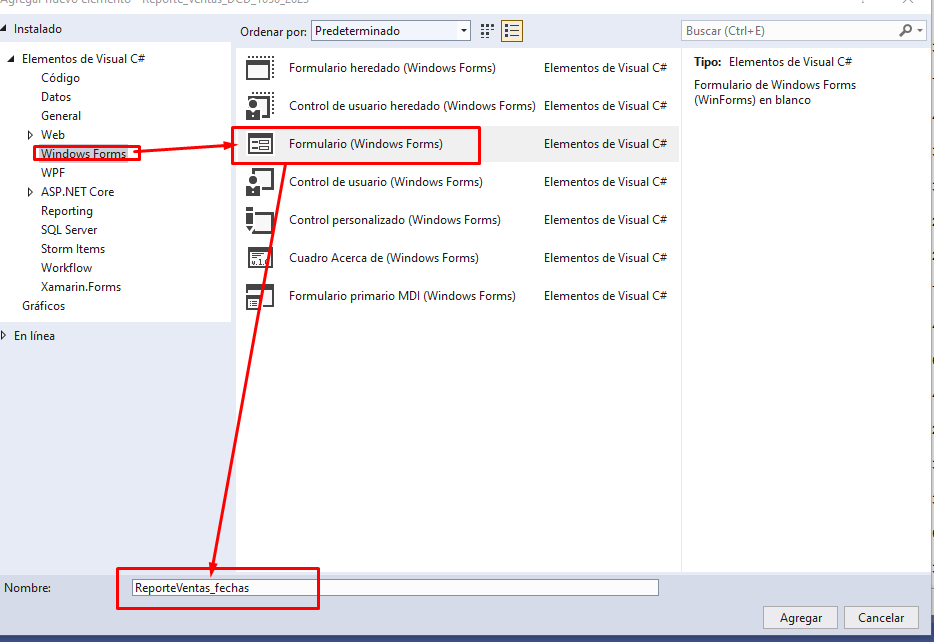 Agregar nuevo elemento - Reporte_Ventas_DCD_1090_2023
Instalado
Ordenar por: Predeterminado
Buscar (Ctrl+E)
Elementos de Visual C#
Código
Datos
General
Web
Windows Forms
WPF
ASP.NET Core
Reporting
SQL Server
Storm Items
Workflow
Xamarin.Forms
Gráficos
En línea
Formulario heredado (Windows Forms) Elementos de Visual C#
Control de usuario heredado (Windows Forms) Elementos de Visual C#
Formulario (Windows Forms) Elementos de Visual C#
Control de usuario (Windows Forms) Elementos de Visual C#
Control personalizado (Windows Forms) Elementos de Visual C#
Cuadro Acerca de (Windows Forms) Elementos de Visual C#
Formulario primario MDI (Windows Forms) Elementos de Visual C#
Tipo: Elementos de Visual C#
Formulario de Windows Forms
(WinForms) en blanco
Nombre: ReporteVentas_fechas
Agregar Cancelar